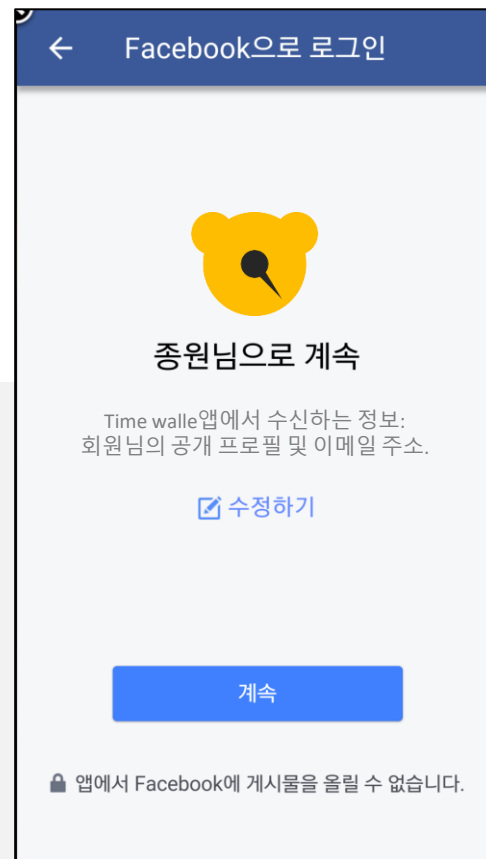 Facebook으로 로그인
종원님으로 계속
Time walle앱에서 수신하는 정보:
회원님의 공개 프로필 및 이메일 주소.
수정하기
계속
앱에서 Facebook에 게시물을 올릴 수 없습니다.